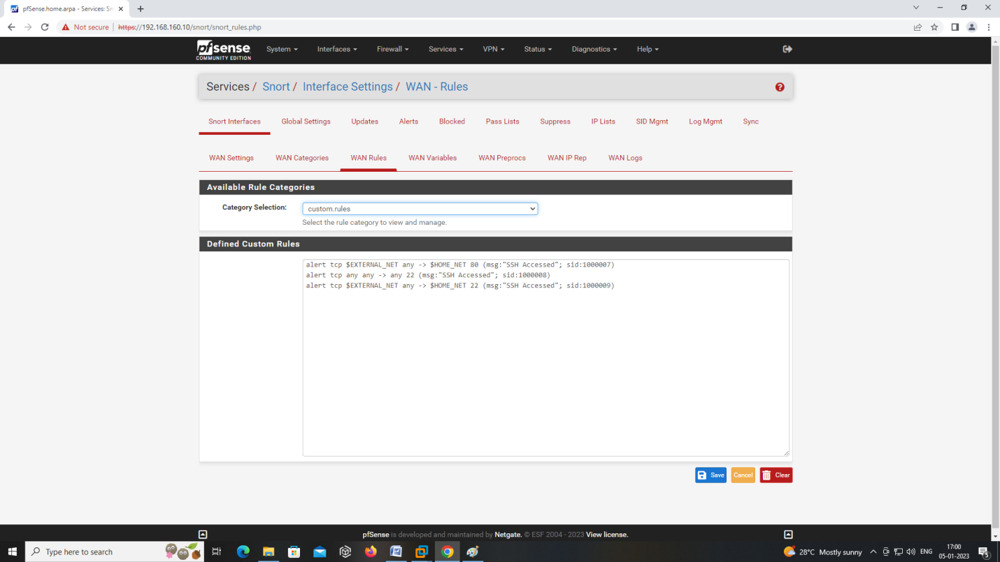 pfSense.home.arpa - Services: Sn
Not secure | https://192.168.160.10/snort/snort_rules.php
pfsense System Interfaces Firewall Services VPN Status Diagnostics Help
COMMUNITY EDITION
Services / Snort / Interface Settings / WAN - Rules
Snort Interfaces Global Settings Updates Alerts Blocked Pass Lists Suppress IP Lists SID Mgmt Log Mgmt Sync
WAN Settings WAN Categories WAN Rules WAN Variables WAN Preprocs WAN IP Rep WAN Logs
Available Rule Categories
Category Selection: custom.rules
Select the rule category to view and manage.
Defined Custom Rules
alert tcp $EXTERNAL_NET any -> $HOME_NET 80 (msg:"SSH Accessed"; sid:1000007)
alert tcp any any -> any 22 (msg:"SSH Accessed"; sid:1000008)
alert tcp $EXTERNAL_NET any -> $HOME_NET 22 (msg:"SSH Accessed"; sid:1000009)
Save Cancel Clear
pfSense is developed and maintained by Netgate. © ESF 2004 - 2023 View license.
Type here to search
28°C Mostly sunny
ENG
17:00
05-01-2023
5